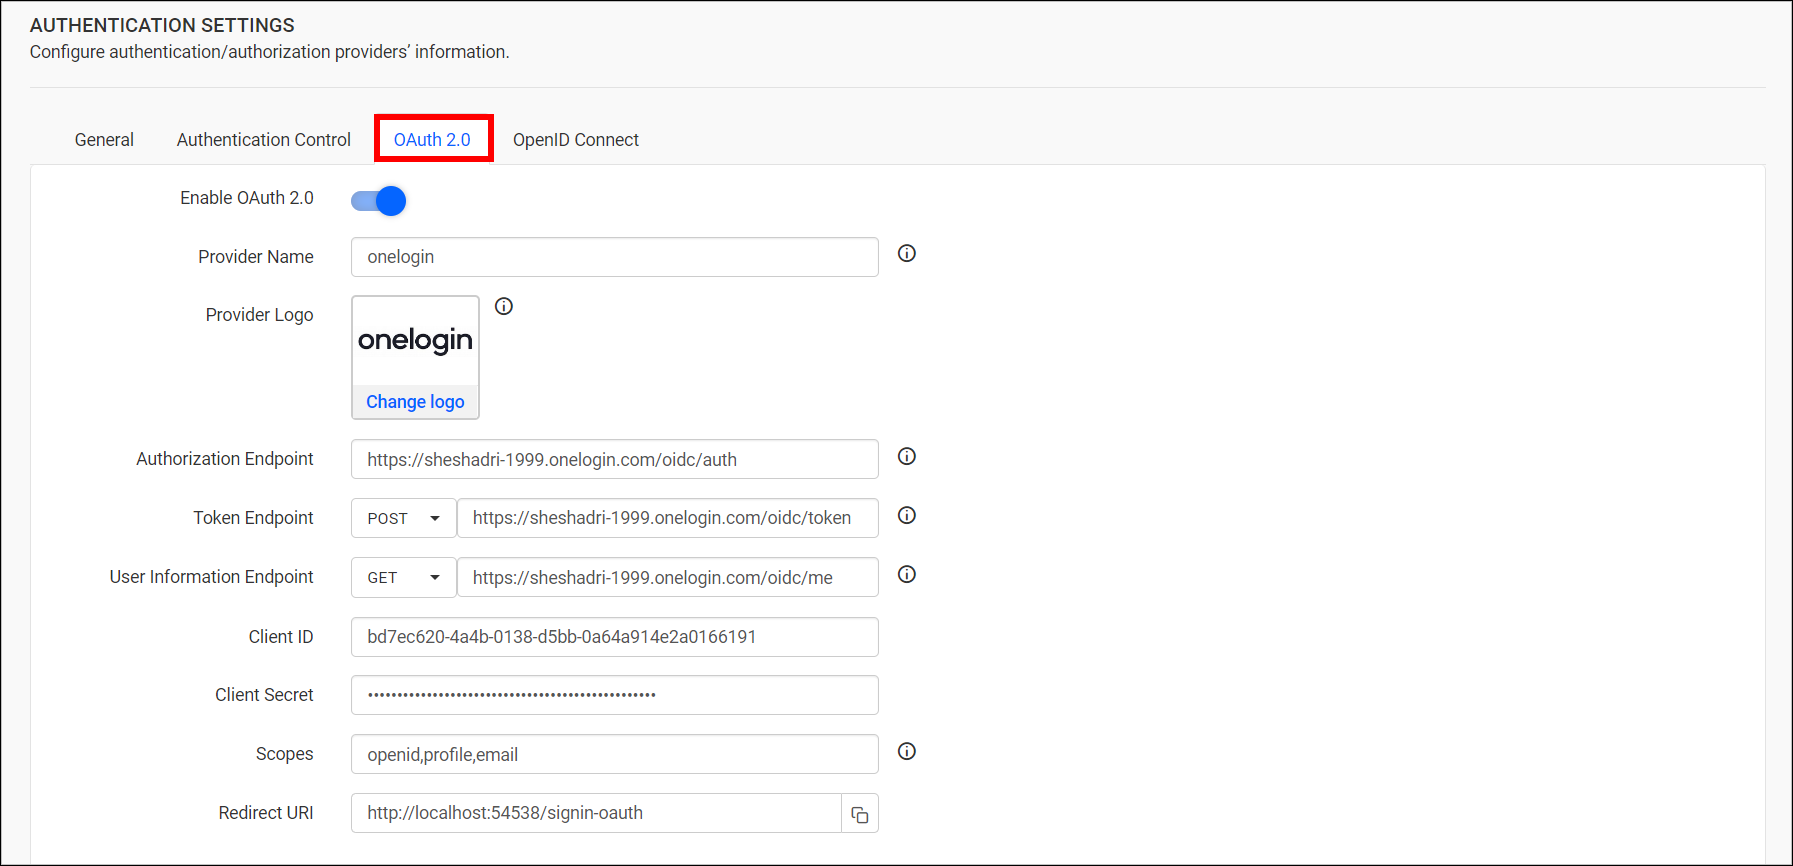 AUTHENTICATION SETTINGS
Configure authentication/authorization providers’ information.
General Authentication Control OAuth 2.0 OpenID Connect
Enable OAuth 2.0
Provider Name onelogin
Provider Logo
onelogin
Change logo
Authorization Endpoint https://sheshadri-1999.onelogin.com/oidc/auth
Token Endpoint POST https://sheshadri-1999.onelogin.com/oidc/token
User Information Endpoint GET https://sheshadri-1999.onelogin.com/oidc/me
Client ID bd7ec620-4a4b-0138-d5bb-0a64a914e2a0166191
Client Secret
Scopes openid,profile,email
Redirect URI http://localhost:54538/signin-oauth